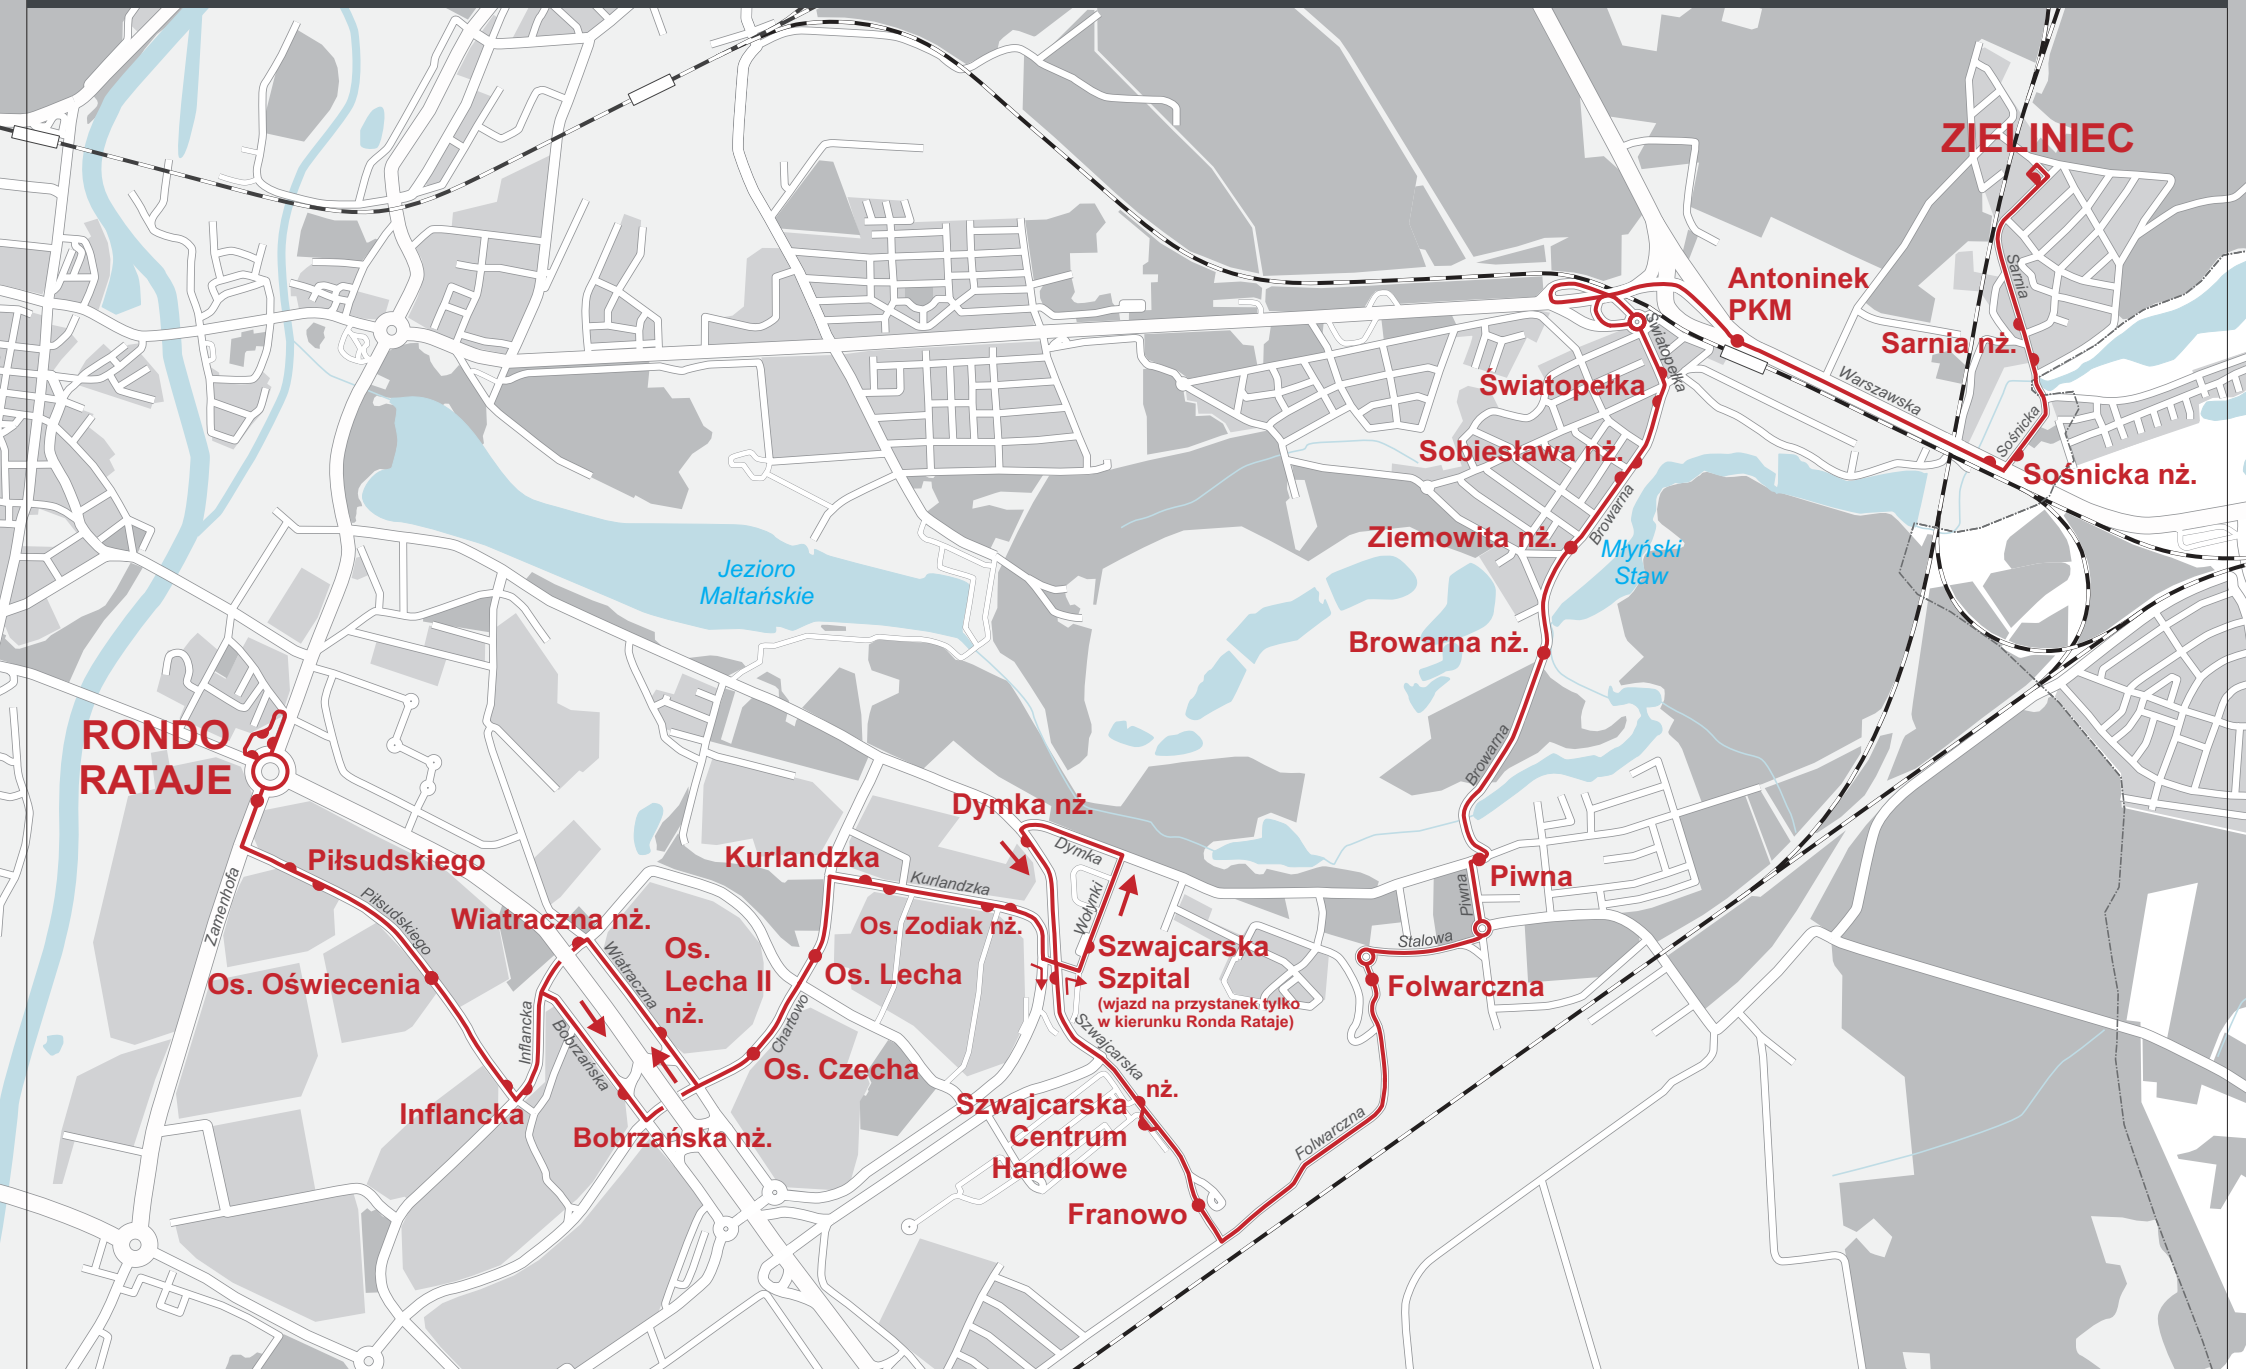 ZIELINIEC
Antoninek
PKM
Sarnia
Sarnia nż.
Światopełka
Światopełka
Warszawska
Sośnicka
Sośnicka nż.
Sobiesława nż.
Browarna
Ziemowita nż.
Młyński
Staw
Jezioro
Maltańskie
Browarna nż.
Browarna
RONDO
RATAJE
Dymka nż.
Dymka
Piłsudskiego
Kurlandzka
Kurlandzka
Piwna
Piwna
Zamenhofa
Piłsudskiego
Wiatraczna nż.
Wiatraczna
Os. Zodiak nż.
Wołynki
Stalowa
Os.
Lecha II
nż.
Os. Lecha
Szwajcarska
Szpital
(wjazd na przystanek tylko
w kierunku Ronda Rataje)
Os. Oświecenia
Folwarczna
Inflancka
Bobrzańska
Chartowo
Szwajcarska
Os. Czecha
Inflancka
Bobrzańska nż.
nż.
Szwajcarska
Centrum
Handlowe
Folwarczna
Franowo